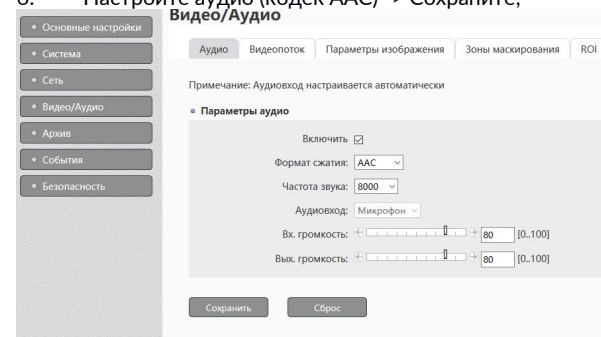 Настройте аудио (кодек AAC) -> Сохраните;
Видео/Аудио
Основные настройки
Система
Сеть
Видео/Аудио
Архив
События
Безопасность
Аудио Видеопоток Параметры изображения Зоны маскирования ROI
Примечание: Аудиовход настраивается автоматически
Параметры аудио
Включить
Формат сжатия: AAC
Частота звука: 8000
Аудиовход: Микрофон
Вх. громкость: 80 [0..100]
Вых. громкость: 80 [0..100]
Сохранить Сброс